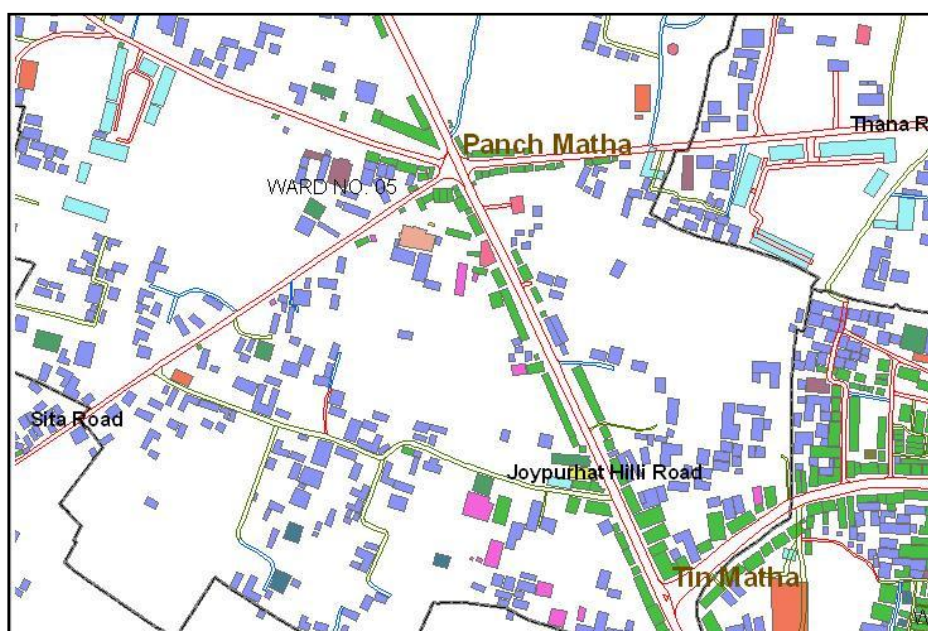 Thana R
Panch Matha
WARD NO. 05
Sita Road
Joypurhat Hilli Road
Tin Matha
W